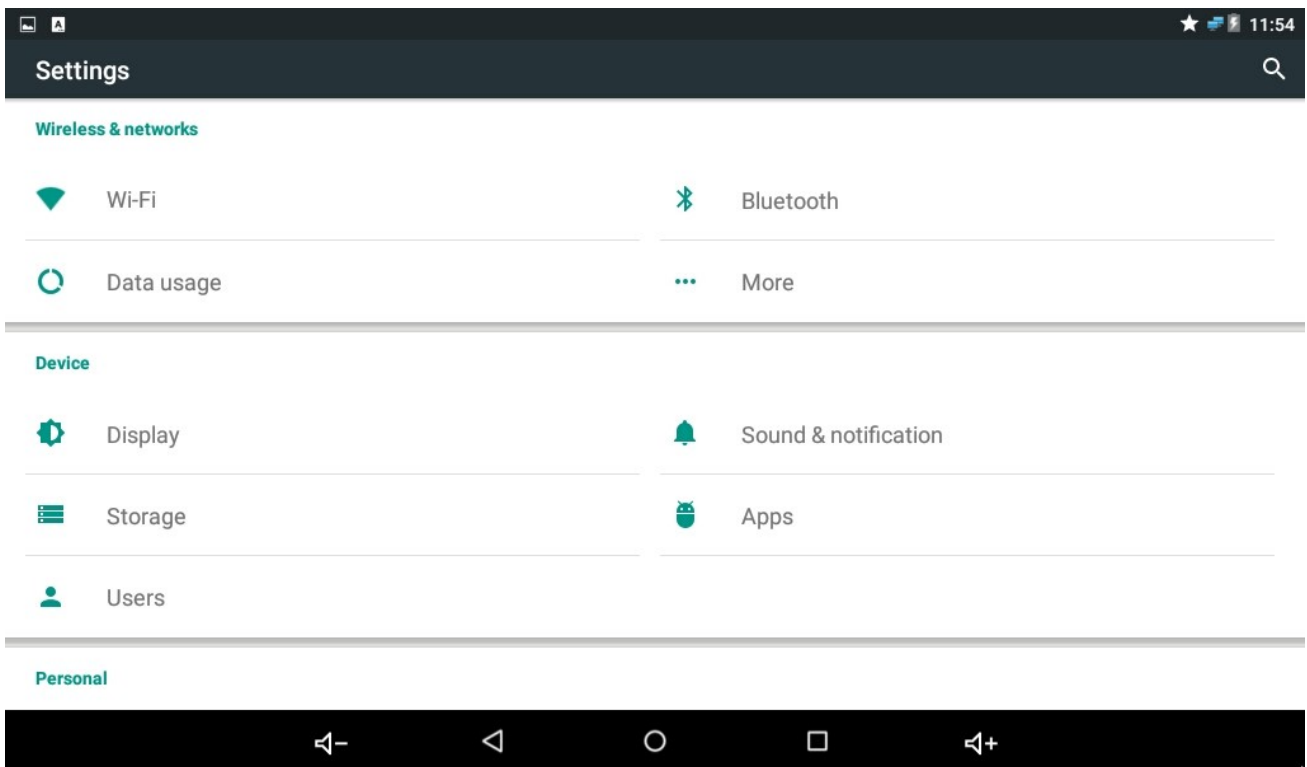 A 11:54
Settings
Wireless & networks
Wi-Fi Bluetooth
Data usage More
Device
Display Sound & notification
Storage Apps
Users
Personal